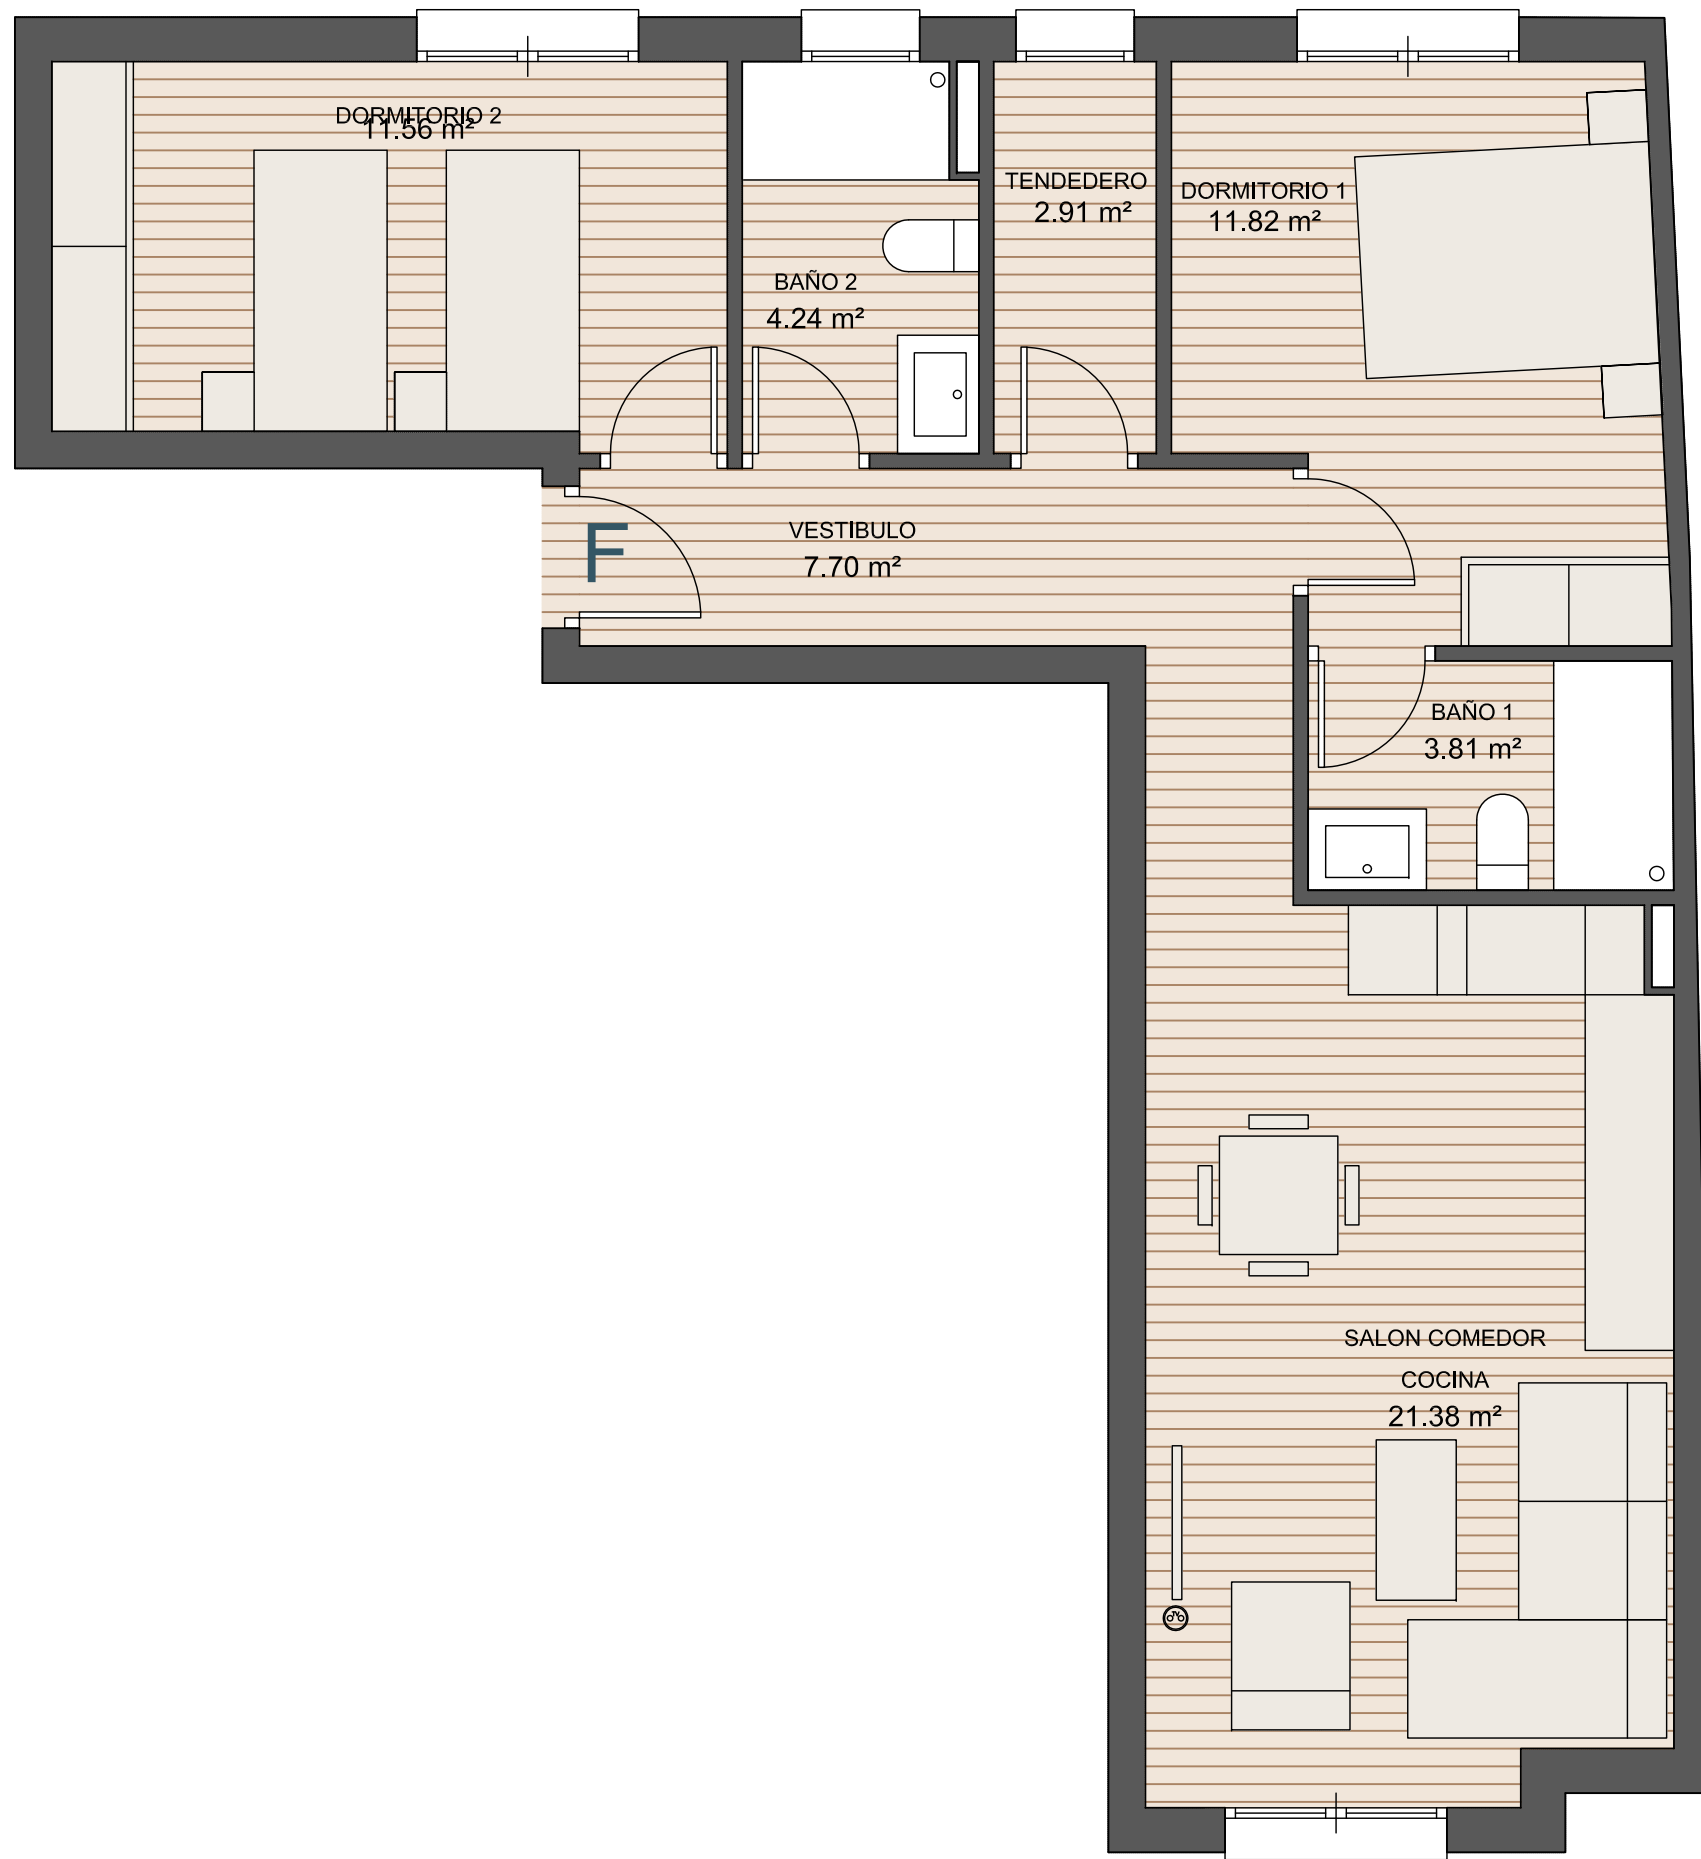 DORMITORIO 2
11.56 m²
TENDEDERO
2.91 m²
DORMITORIO 1
11.82 m²
BAÑO 2
4.24 m²
F
VESTIBULO
7.70 m²
BAÑO 1
3.81 m²
SALON COMEDOR
COCINA
21.38 m²